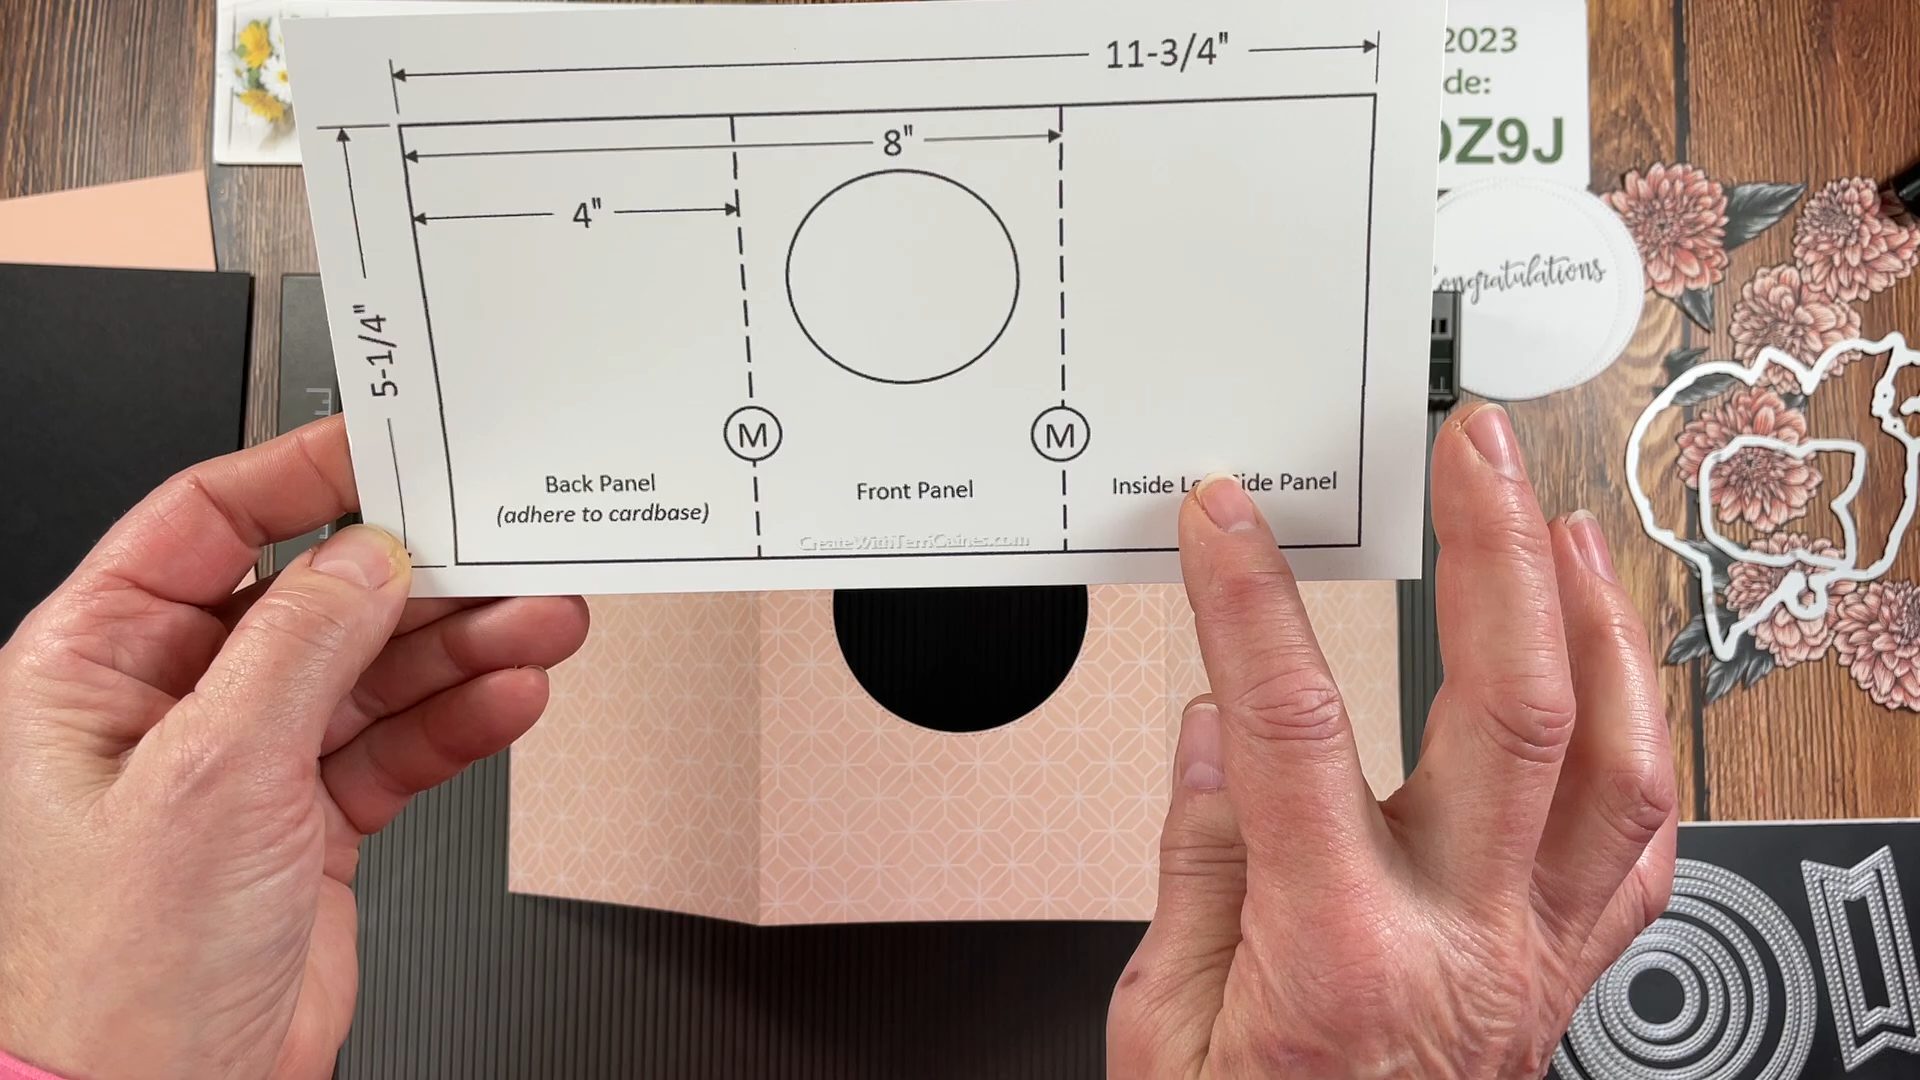 11-3/4"
8"
4"
5-1/4"
M
M
Back Panel
(adhere to cardbase)
Front Panel
Inside Side Panel
CreateWithTerriGaines.com
2023
de:
Z9J
Congratulations